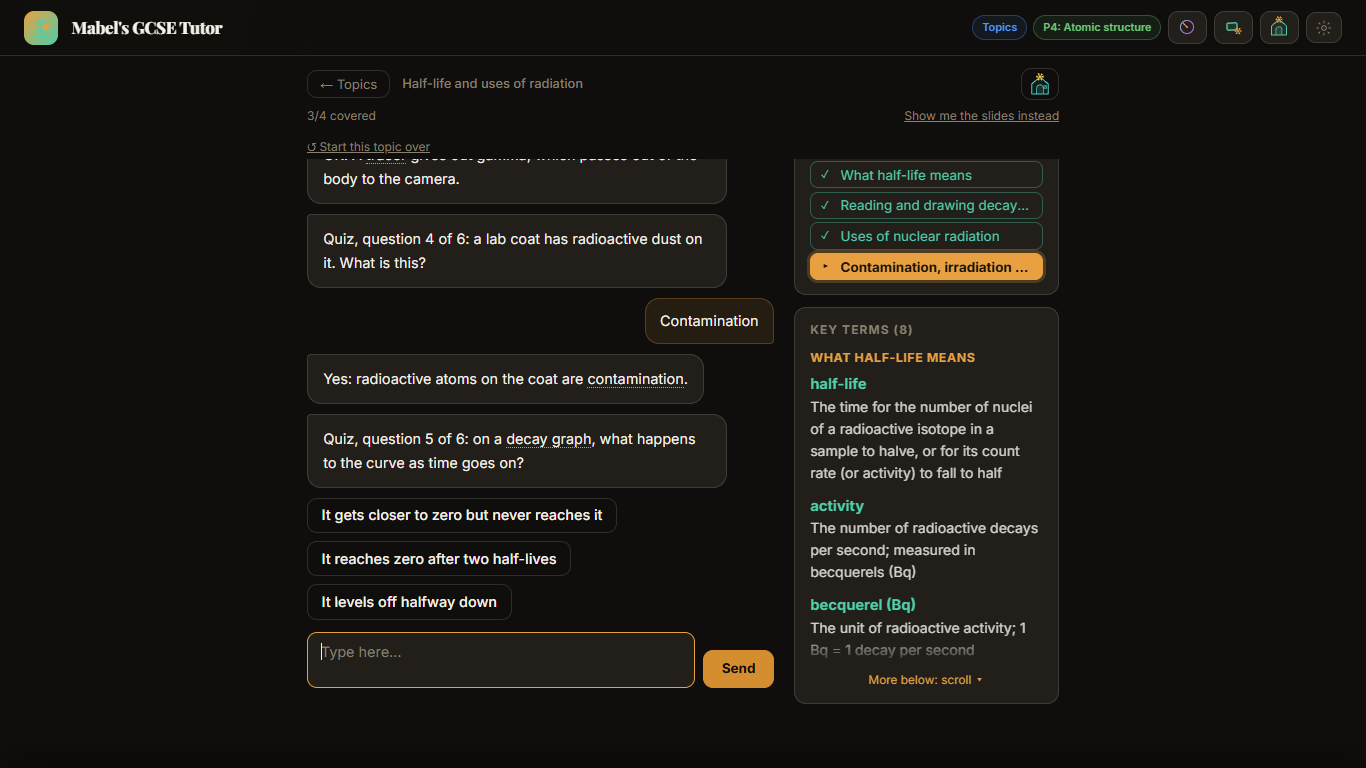 Mabel's GCSE Tutor
Topics
P4: Atomic structure
← Topics
Half-life and uses of radiation
3/4 covered
Show me the slides instead
↺ Start this topic over
body to the camera.
Quiz, question 4 of 6: a lab coat has radioactive dust on
it. What is this?
Contamination
Yes: radioactive atoms on the coat are contamination.
Quiz, question 5 of 6: on a decay graph, what happens
to the curve as time goes on?
It gets closer to zero but never reaches it
It reaches zero after two half-lives
It levels off halfway down
Type here...
Send
✓ What half-life means
✓ Reading and drawing decay...
✓ Uses of nuclear radiation
▸ Contamination, irradiation ...
KEY TERMS (8)
WHAT HALF-LIFE MEANS
half-life
The time for the number of nuclei
of a radioactive isotope in a
sample to halve, or for its count
rate (or activity) to fall to half
activity
The number of radioactive decays
per second; measured in
becquerels (Bq)
becquerel (Bq)
The unit of radioactive activity; 1
Bq = 1 decay per second
More below: scroll ▾